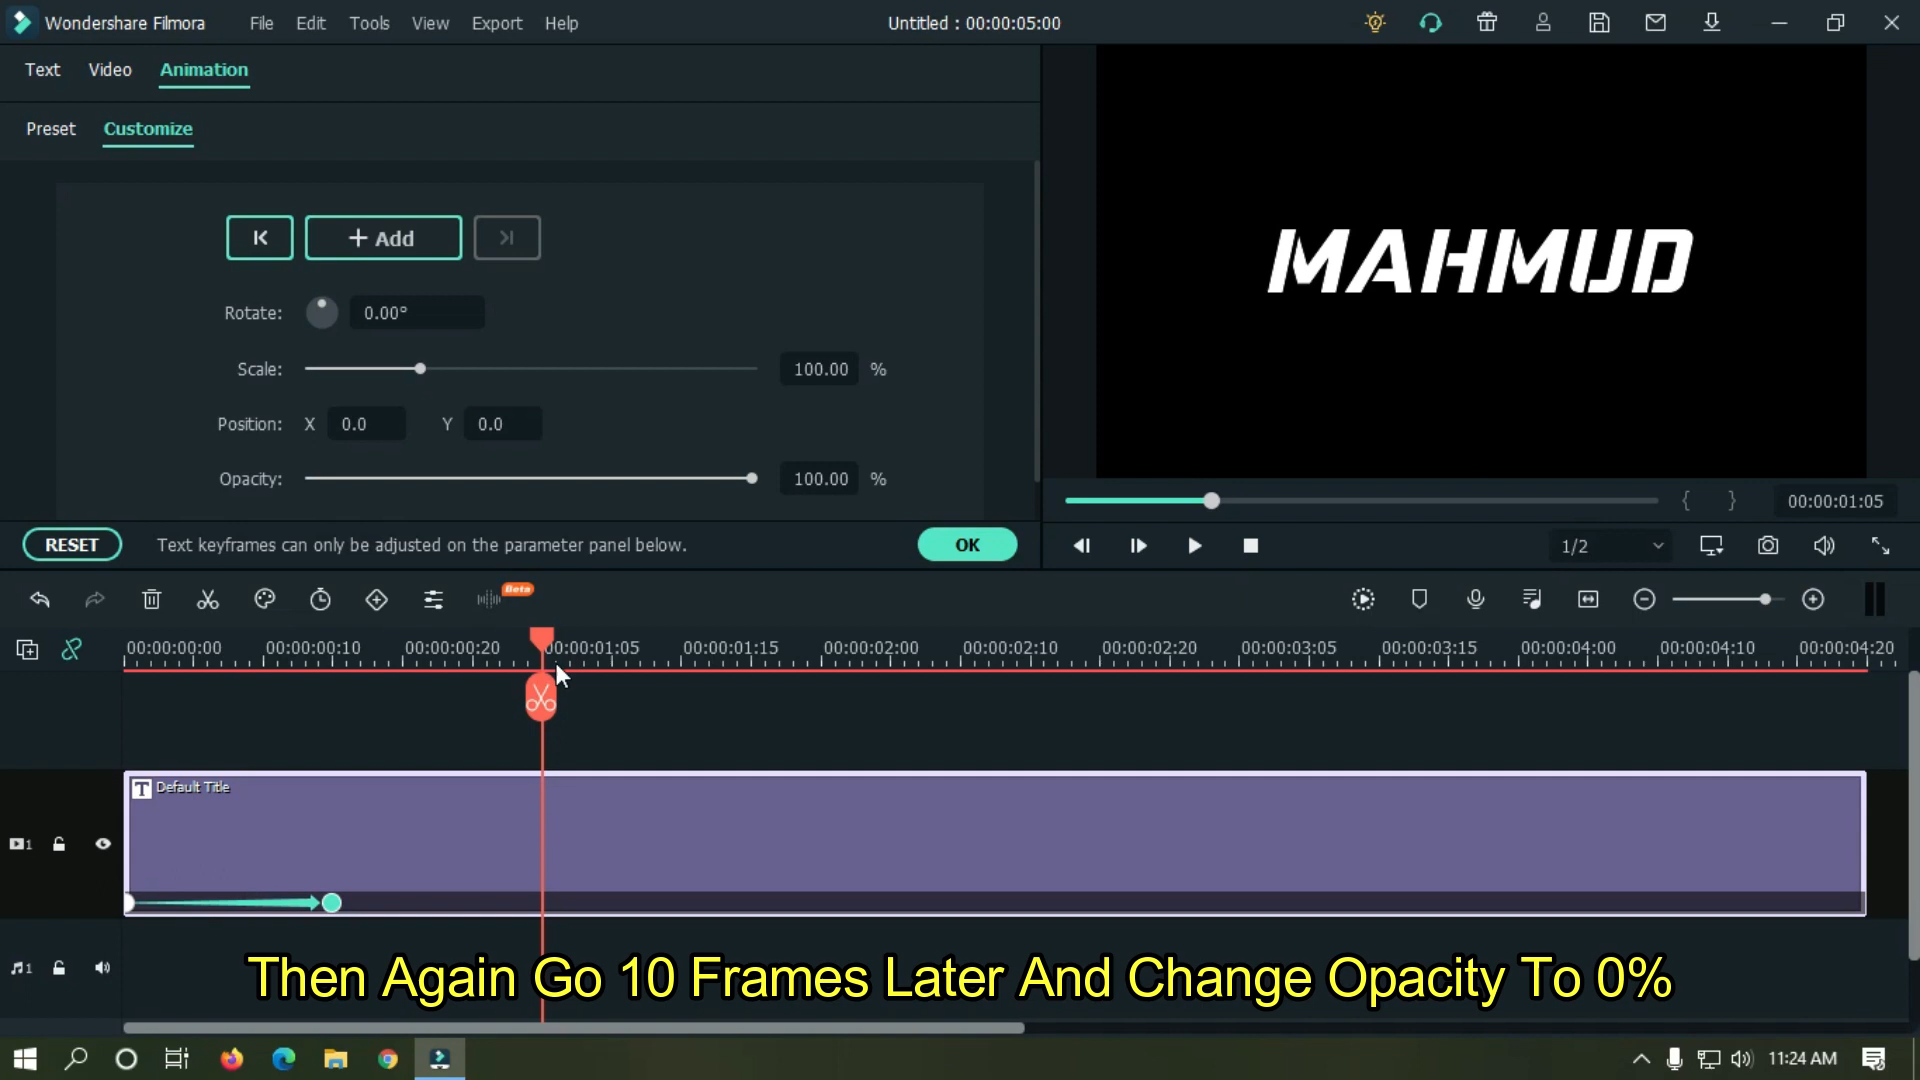 Wondershare Filmora File Edit Tools View Export Help Untitled : 00:00:05:00
Text Video Animation
Preset Customize
+ Add
Rotate: 0.00°
Scale: 100.00 %
Position: X 0.0 Y 0.0
Opacity: 100.00 %
RESET Text keyframes can only be adjusted on the parameter panel below. OK
MAHMUD
{ } 00:00:01:05
1/2
Beta
00:00:00:00 00:00:00:10 00:00:00:20 00:00:01:05 00:00:01:15 00:00:02:00 00:00:02:10 00:00:02:20 00:00:03:05 00:00:03:15 00:00:04:00 00:00:04:10 00:00:04:20
T Default Title
1
1
Then Again Go 10 Frames Later And Change Opacity To 0%
11:24 AM